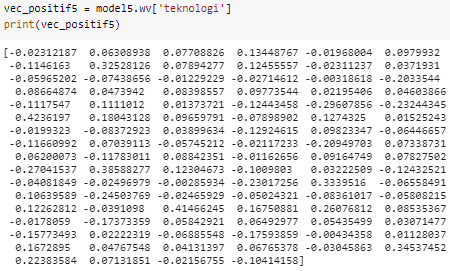 vec_positif5 = model5.wv['teknologi']
print(vec_positif5)
[-0.02312187 0.06308938 0.07708826 0.13448767 -0.01968004 0.0979932
-0.1146163 0.32528126 0.07894277 0.12455557 -0.02311237 0.0371931
-0.05965202 -0.07438656 -0.01229229 -0.02714612 -0.00318618 -0.2033544
0.08664874 0.0473942 0.08398557 0.09773544 0.02195406 0.04603866
-0.1117547 0.1111012 0.01373721 -0.12443458 -0.29607856 -0.23244345
0.4236197 0.18043128 0.09659791 -0.07898902 0.1274325 0.01525243
-0.0199323 -0.08372923 0.03899634 -0.12924615 0.09823347 -0.06446657
-0.11660992 0.07039113 -0.05745212 -0.02117233 -0.20949703 0.07338731
0.06200073 -0.11783011 0.08842351 -0.01162656 0.09164749 0.07827502
-0.27041537 0.38588277 0.12304673 -0.1009803 0.03222509 -0.12432521
-0.04081849 -0.02496979 -0.00285934 -0.23017256 0.3339516 -0.06558491
0.10639589 -0.24503769 -0.02465929 -0.05024321 -0.08361017 -0.05808215
0.12262812 -0.0391098 0.41466245 0.16750881 0.26076812 0.08535367
-0.0178059 -0.17373359 0.05842921 0.06492977 0.05435499 0.03071477
-0.15773493 0.02222319 -0.06885548 -0.17593859 -0.00434358 0.01128037
0.1672895 0.04767548 0.04131397 0.06765378 -0.03045863 0.34537452
0.22383584 0.07131851 -0.02156755 -0.10414158]